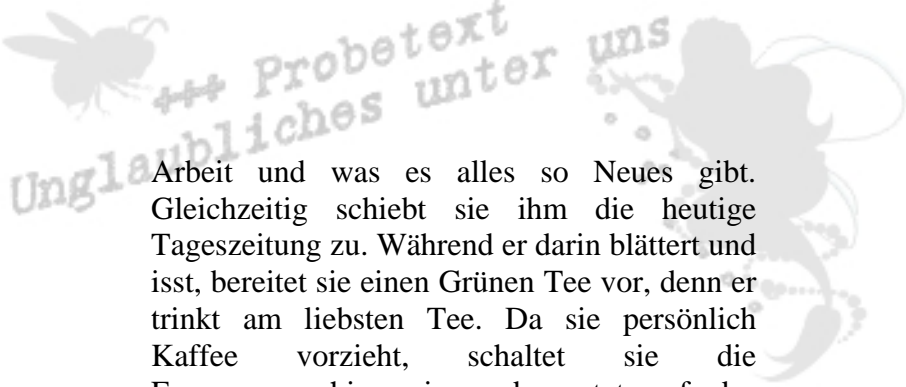 +++ Probetext
Unglaubliches unter uns
Arbeit und was es alles so Neues gibt.
Gleichzeitig schiebt sie ihm die heutige
Tageszeitung zu. Während er darin blättert und
isst, bereitet sie einen Grünen Tee vor, denn er
trinkt am liebsten Tee. Da sie persönlich
Kaffee vorzieht, schaltet sie die